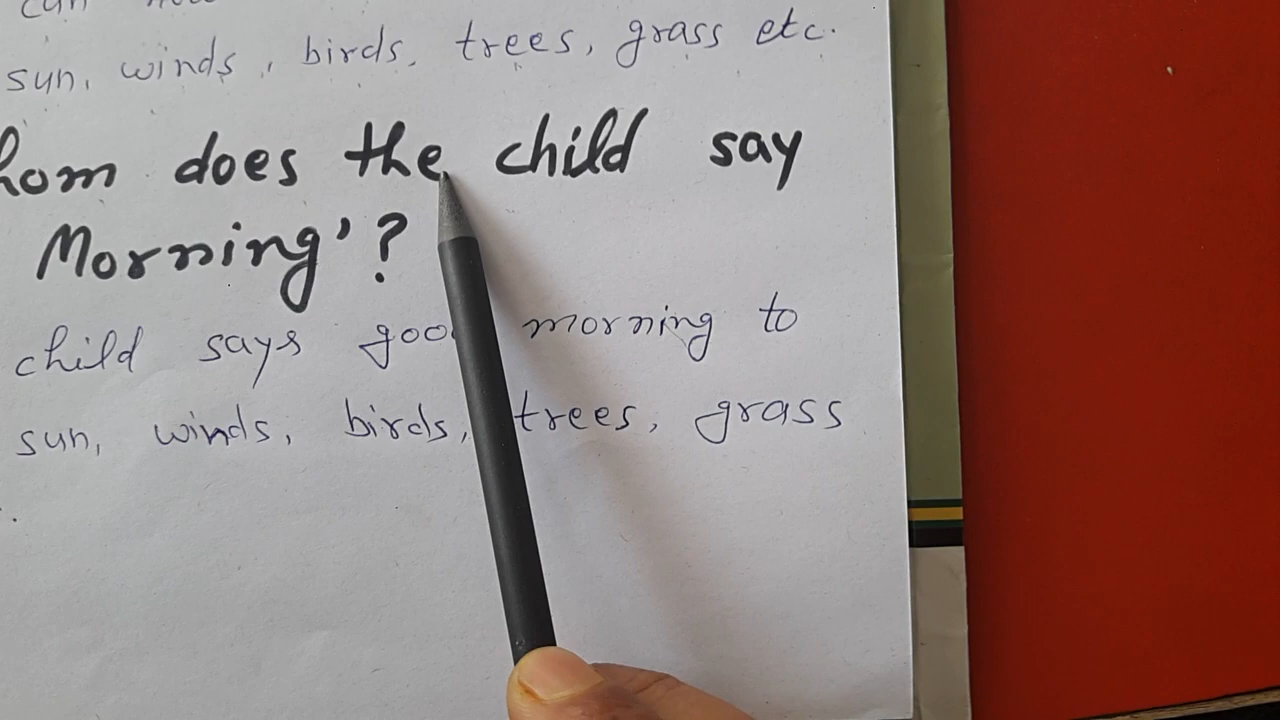 sun, winds, birds, trees, grass etc.
does the child say
Morning'?
child says good morning to
sun, winds, birds, trees, grass